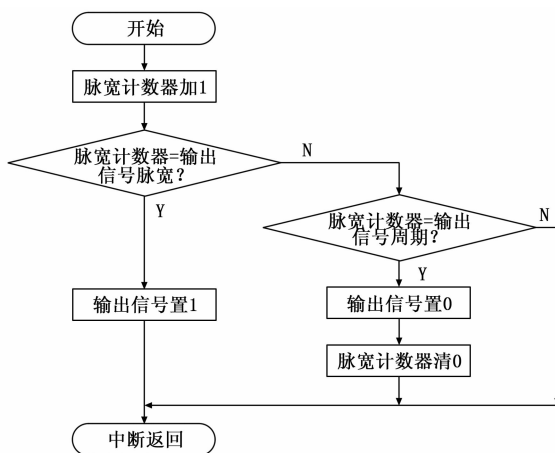 开始
脉宽计数器加1
脉宽计数器=输出
信号脉宽?
N
Y
脉宽计数器=输出
信号周期?
N
Y
输出信号置1
输出信号置0
脉宽计数器清0
中断返回